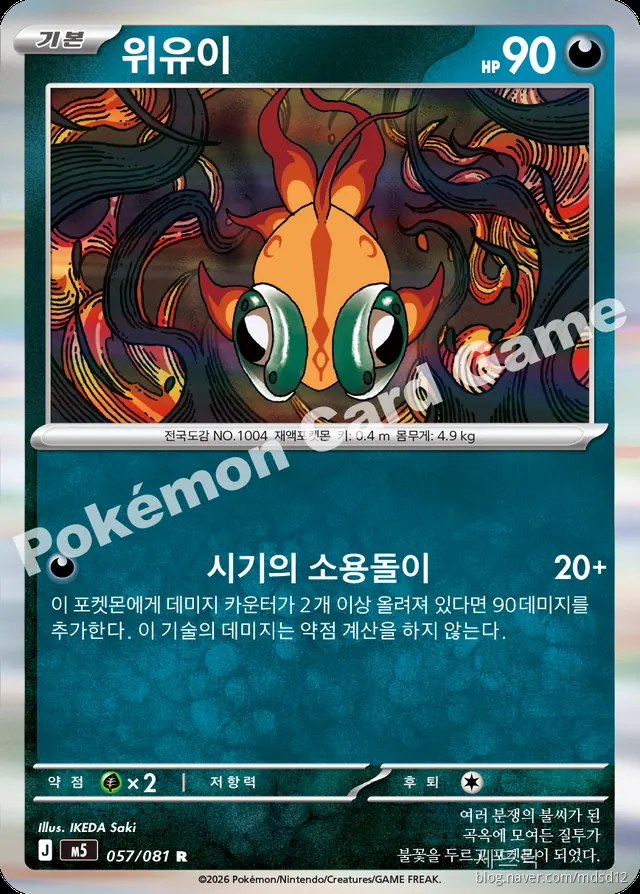 기본
위유이
HP 90
전국도감 NO.1004 재액포켓몬 키: 0.4 m 몸무게: 4.9 kg
Pokémon Card Game
시기의 소용돌이 20+
이 포켓몬에게 데미지 카운터가 2개 이상 올려져 있다면 90데미지를
추가한다. 이 기술의 데미지는 약점 계산을 하지 않는다.
약점 ×2 저항력 후퇴
Illus. IKEDA Saki
J m5 057/081 R
여러 분쟁의 불씨가 된
곡옥에 모여든 질투가
불꽃을 두르고 포켓몬이 되었다.
©2026 Pokémon/Nintendo/Creatures/GAME FREAK.
blog.naver.com/mdsd12